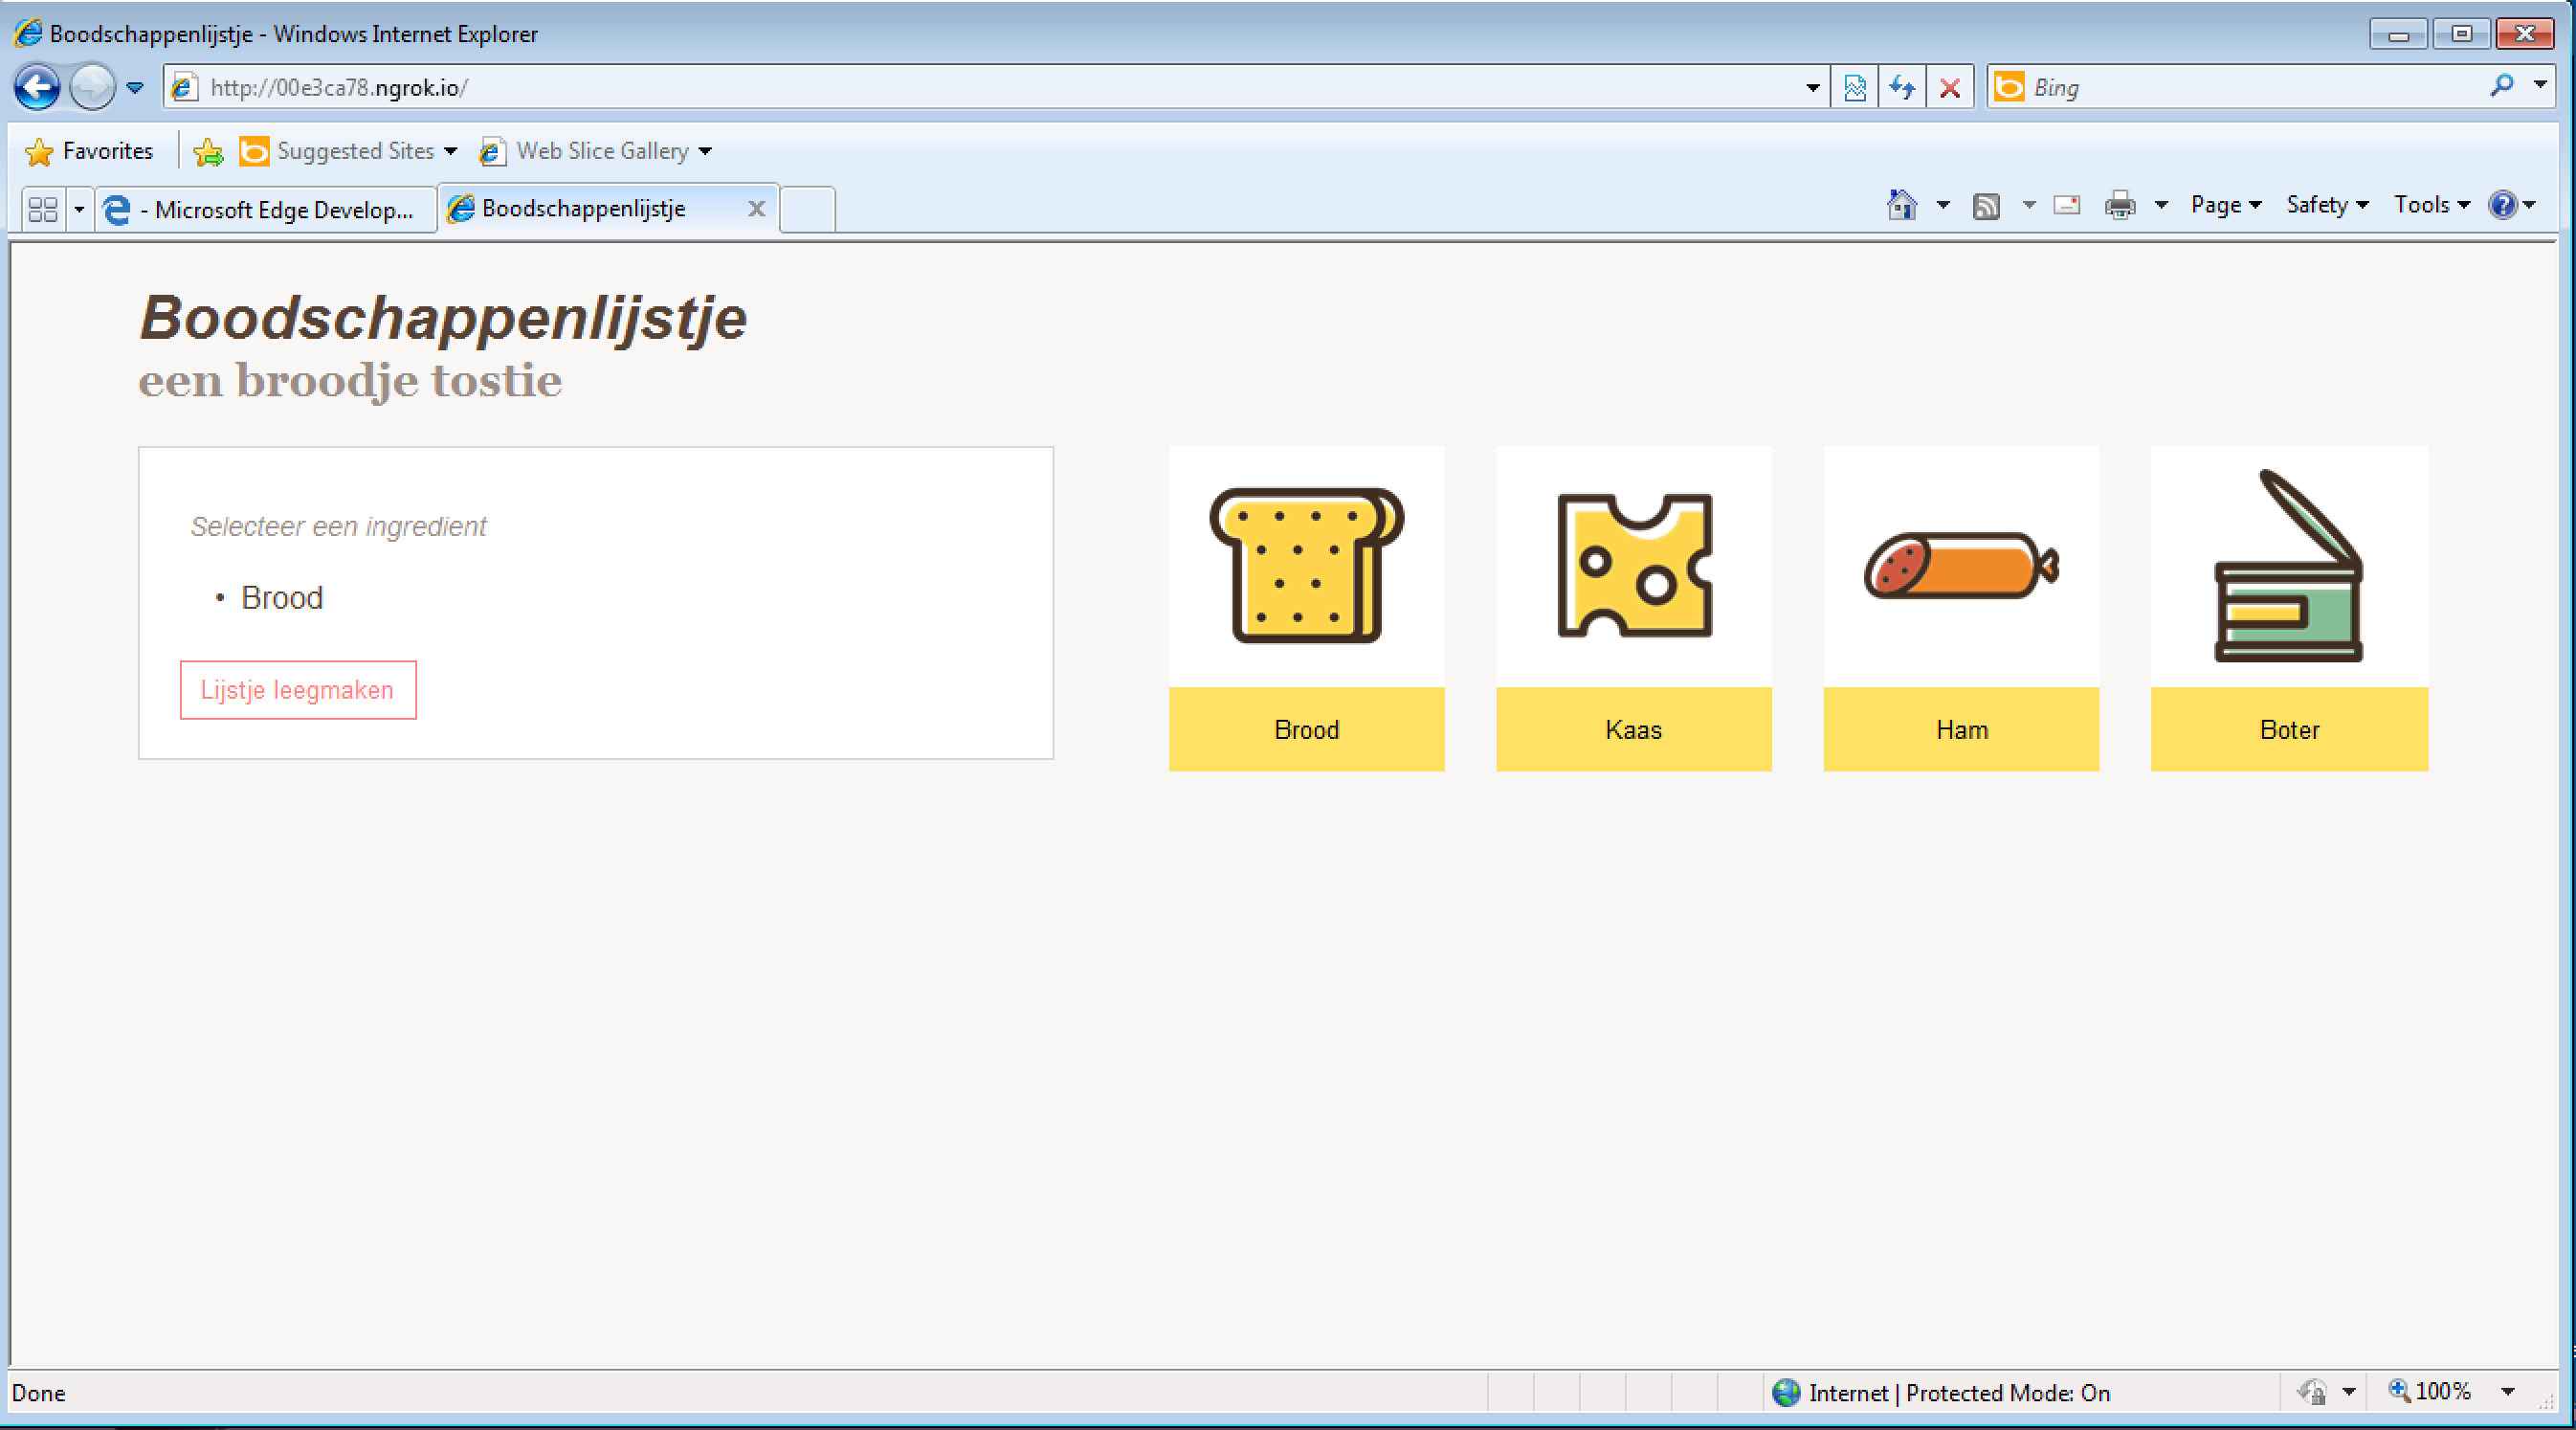 Boodschappenlijstje - Windows Internet Explorer
http://00e3ca78.ngrok.io/
Bing
Favorites
Suggested Sites
Web Slice Gallery
- Microsoft Edge Develop...
Boodschappenlijstje
Page
Safety
Tools
Boodschappenlijstje
een broodje tostie
Selecteer een ingredient
• Brood
Lijstje leegmaken
Brood
Kaas
Ham
Boter
Done
Internet | Protected Mode: On
100%